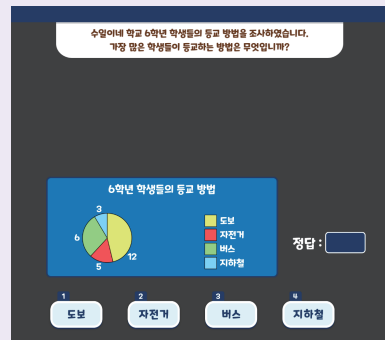 수일이네 학교 6학년 학생들의 등교 방법을 조사하였습니다.
가장 많은 학생들이 등교하는 방법은 무엇입니까?
6학년 학생들의 등교 방법
3
6
5
12
도보
자전거
버스
지하철
정답 :
1
도보
2
자전거
3
버스
4
지하철